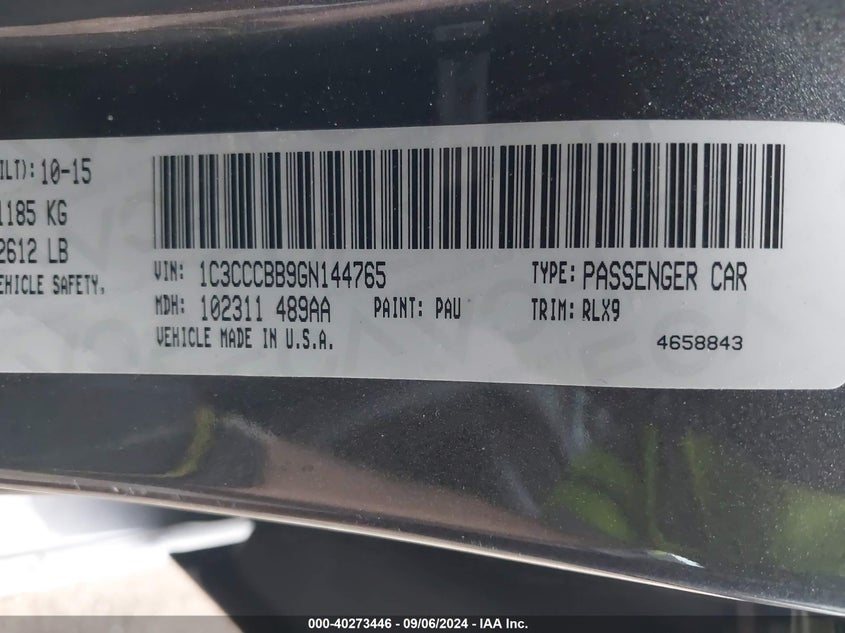 ILT): 10-15
1185 KG
2612 LB
EHICLE SAFETY.
VIN: 1C3CCCBB9GN144765
TYPE: PASSENGER CAR
MDH: 102311 489AA
PAINT: PAU
TRIM: RLX9
VEHICLE MADE IN U.S.A.
4658843
000-40273446 - 09/06/2024 - IAA Inc.